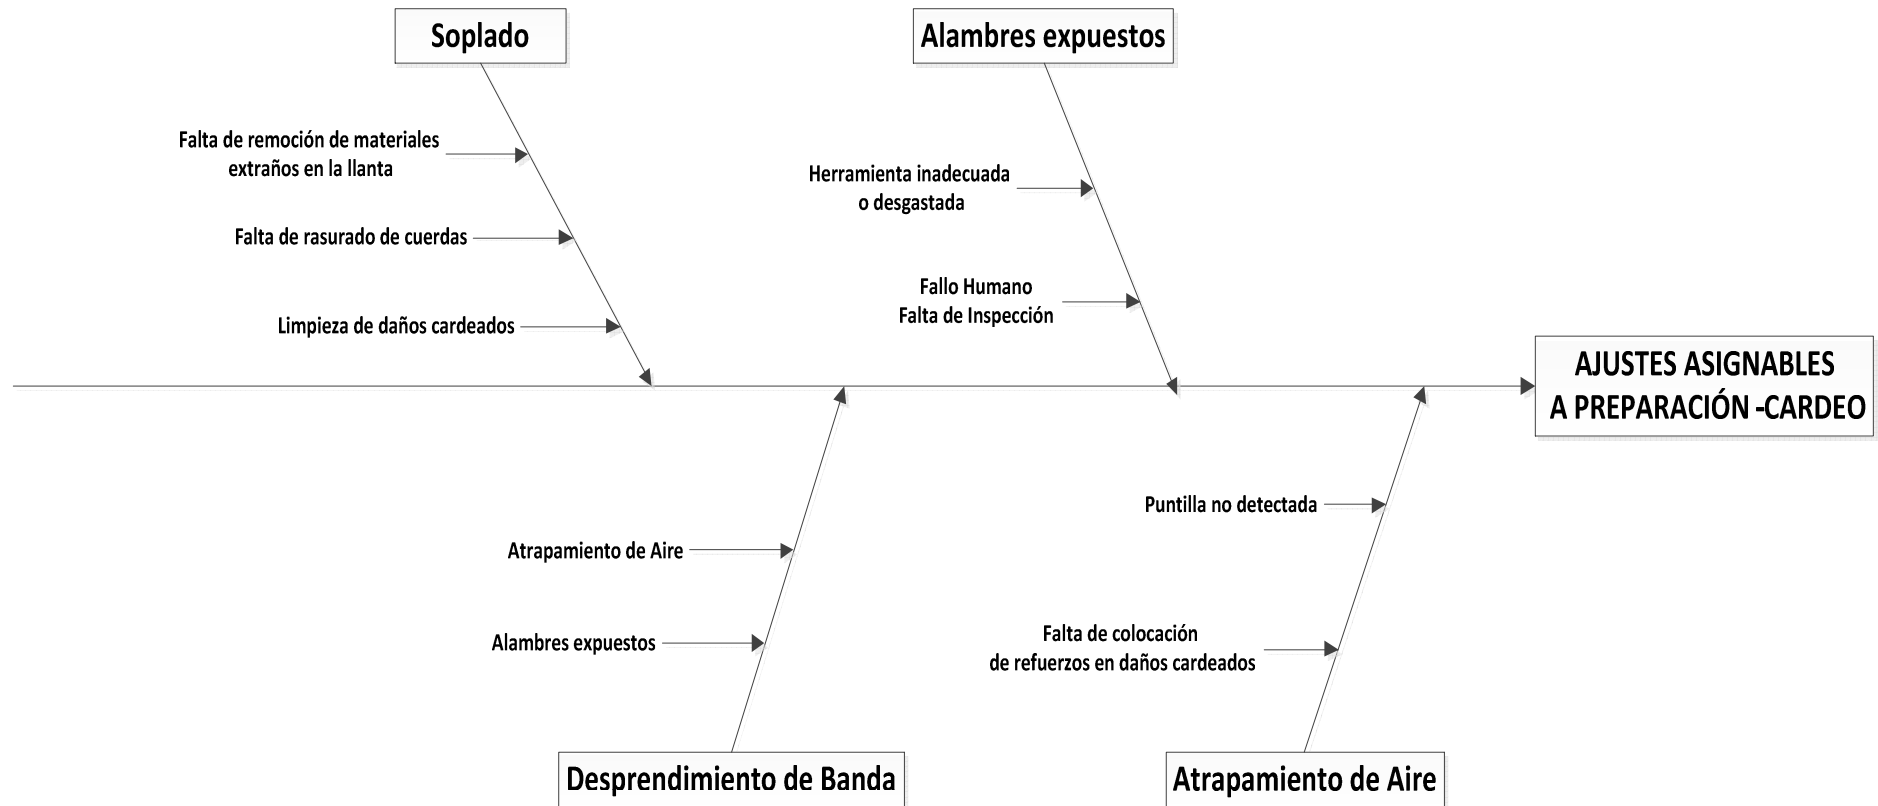 Soplado
Alambres expuestos
Falta de remoción de materiales
extraños en la llanta
Herramienta inadecuada
o desgastada
Falta de rasurado de cuerdas
Fallo Humano
Falta de Inspección
Limpieza de daños cardeados
AJUSTES ASIGNABLES
A PREPARACIÓN -CARDEO
Puntilla no detectada
Atrapamiento de Aire
Alambres expuestos
Falta de colocación
de refuerzos en daños cardeados
Desprendimiento de Banda
Atrapamiento de Aire